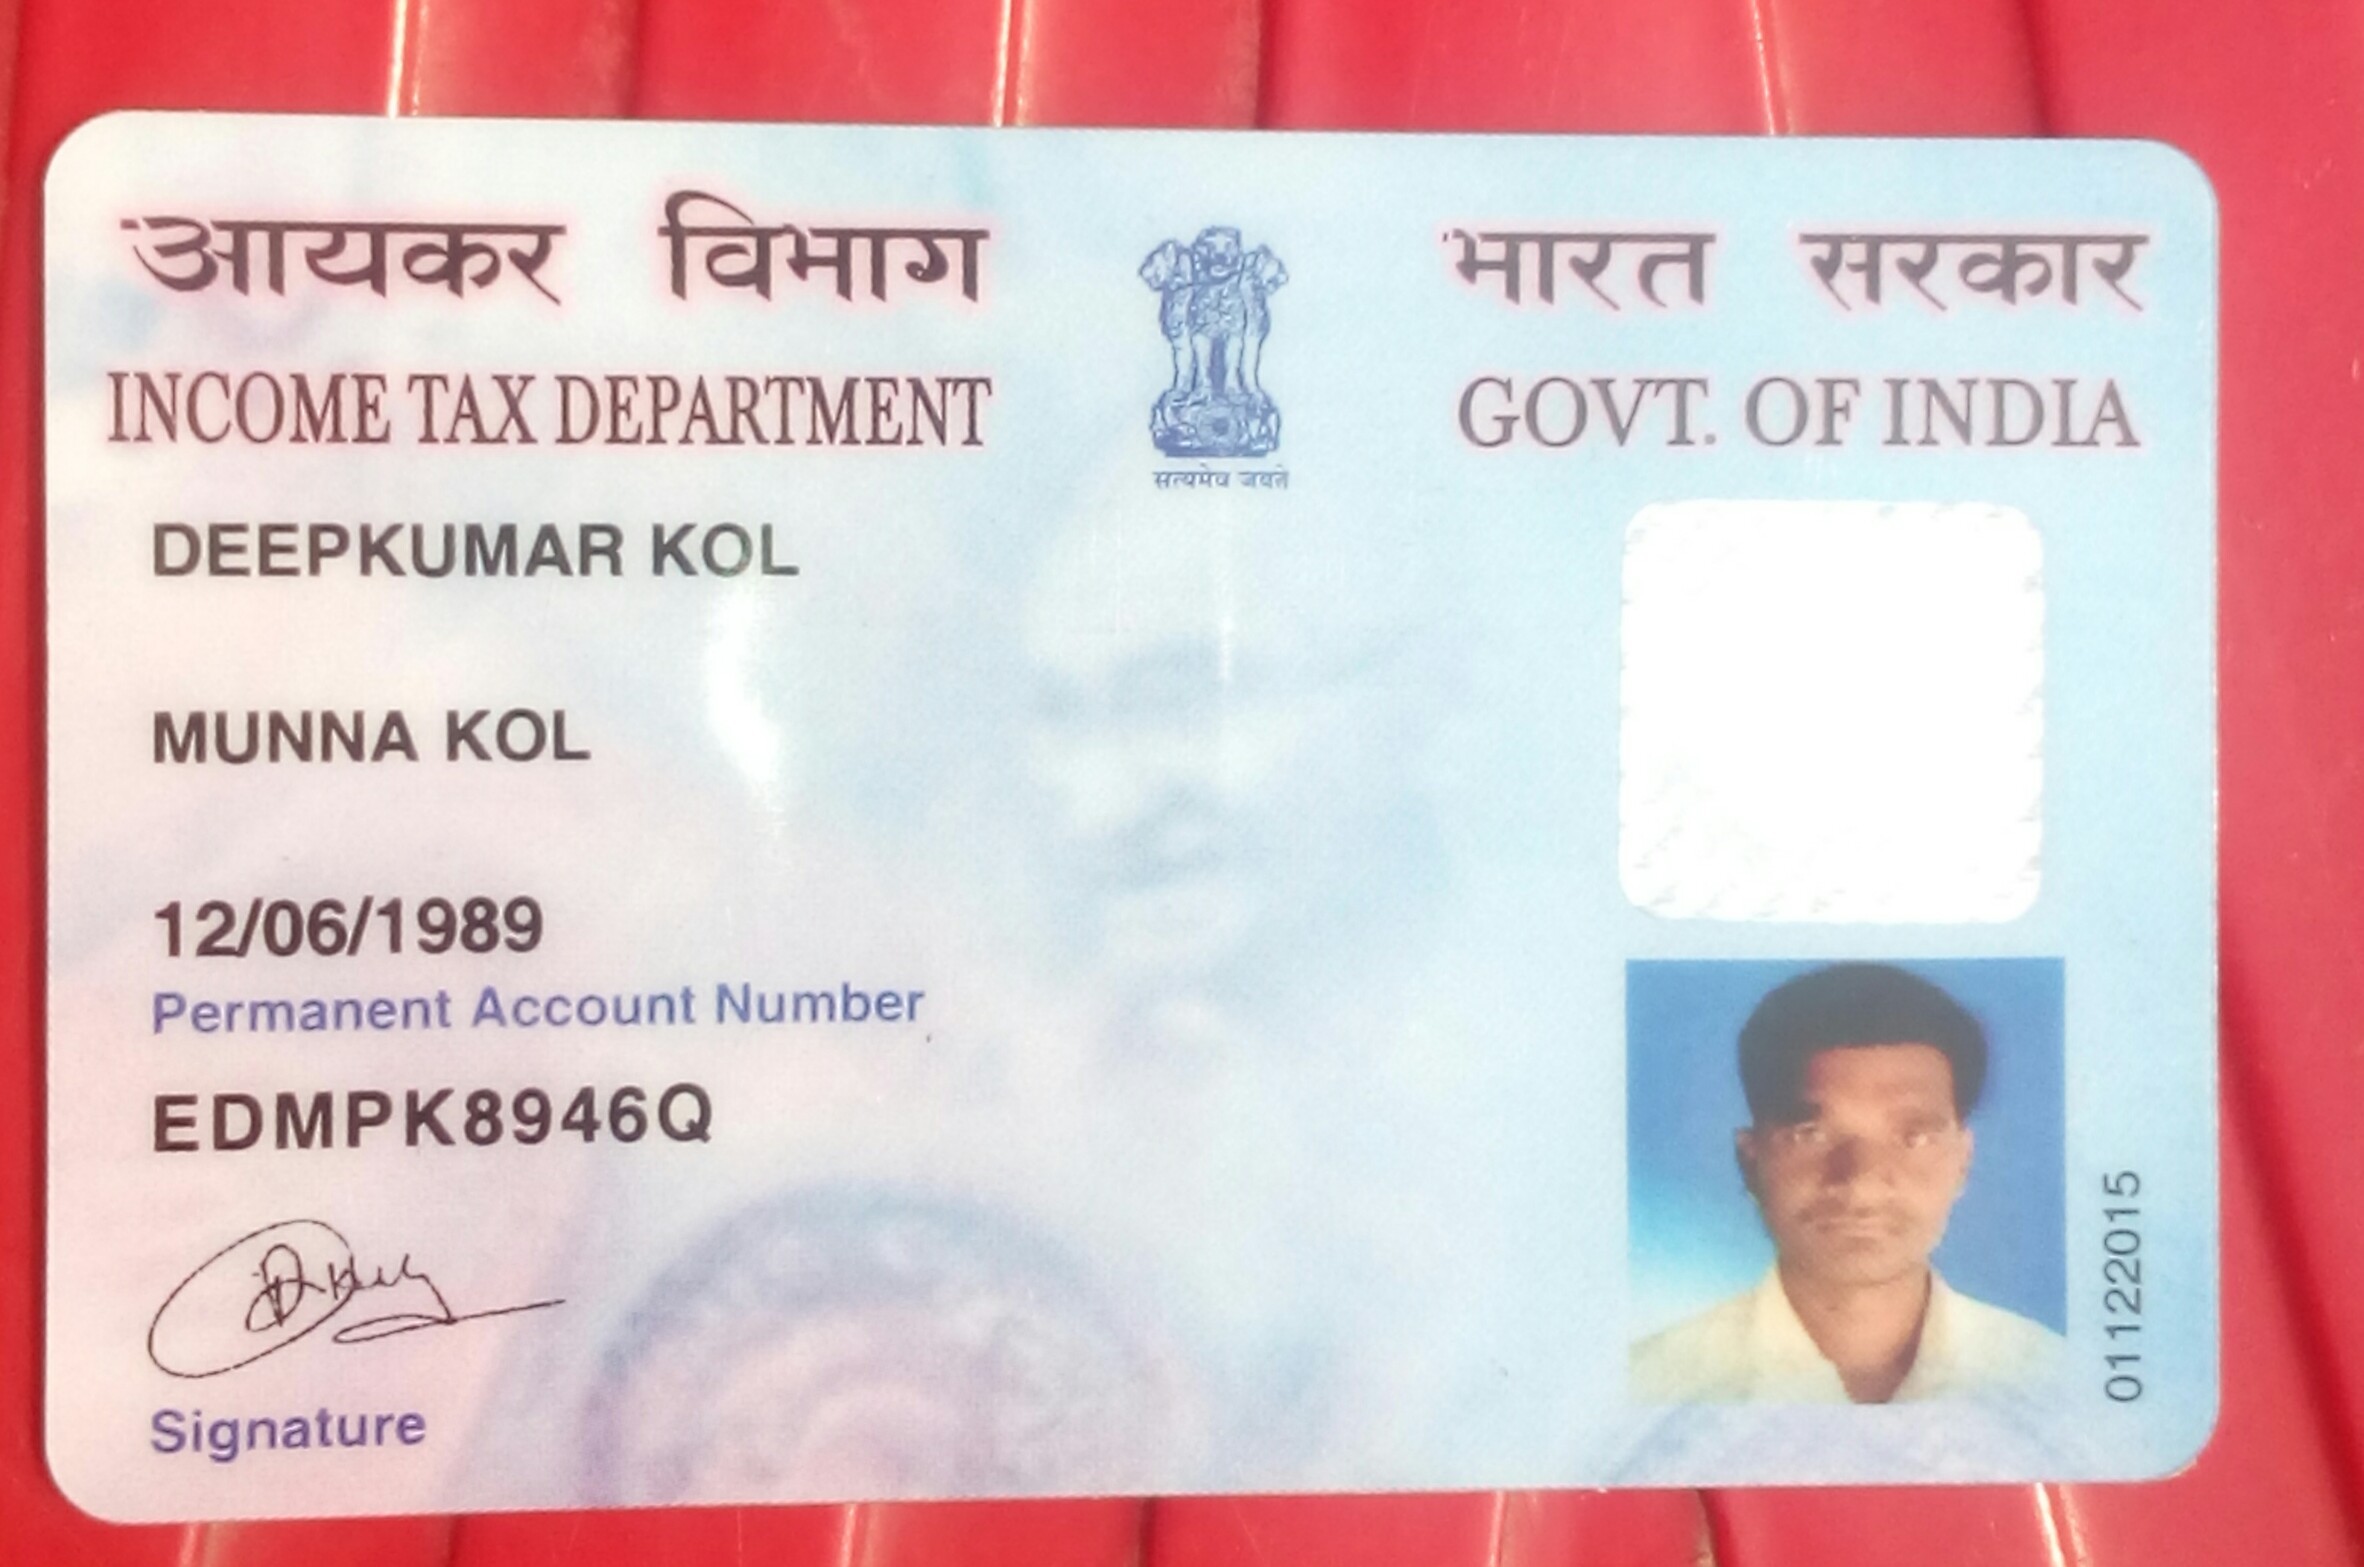 आयकर विभाग
INCOME TAX DEPARTMENT
सत्यमेव जयते
भारत सरकार
GOVT. OF INDIA
DEEPKUMAR KOL
MUNNA KOL
12/06/1989
Permanent Account Number
EDMPK8946Q
Signature
01122015